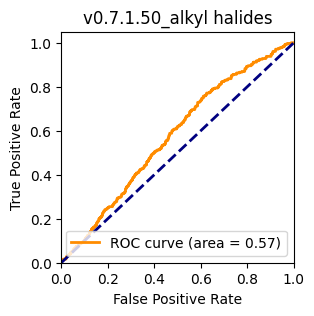 v0.7.1.50_alkyl halides
1.0
0.8
0.6
0.4
0.2
0.0
True Positive Rate
ROC curve (area = 0.57)
0.0 0.2 0.4 0.6 0.8 1.0
False Positive Rate